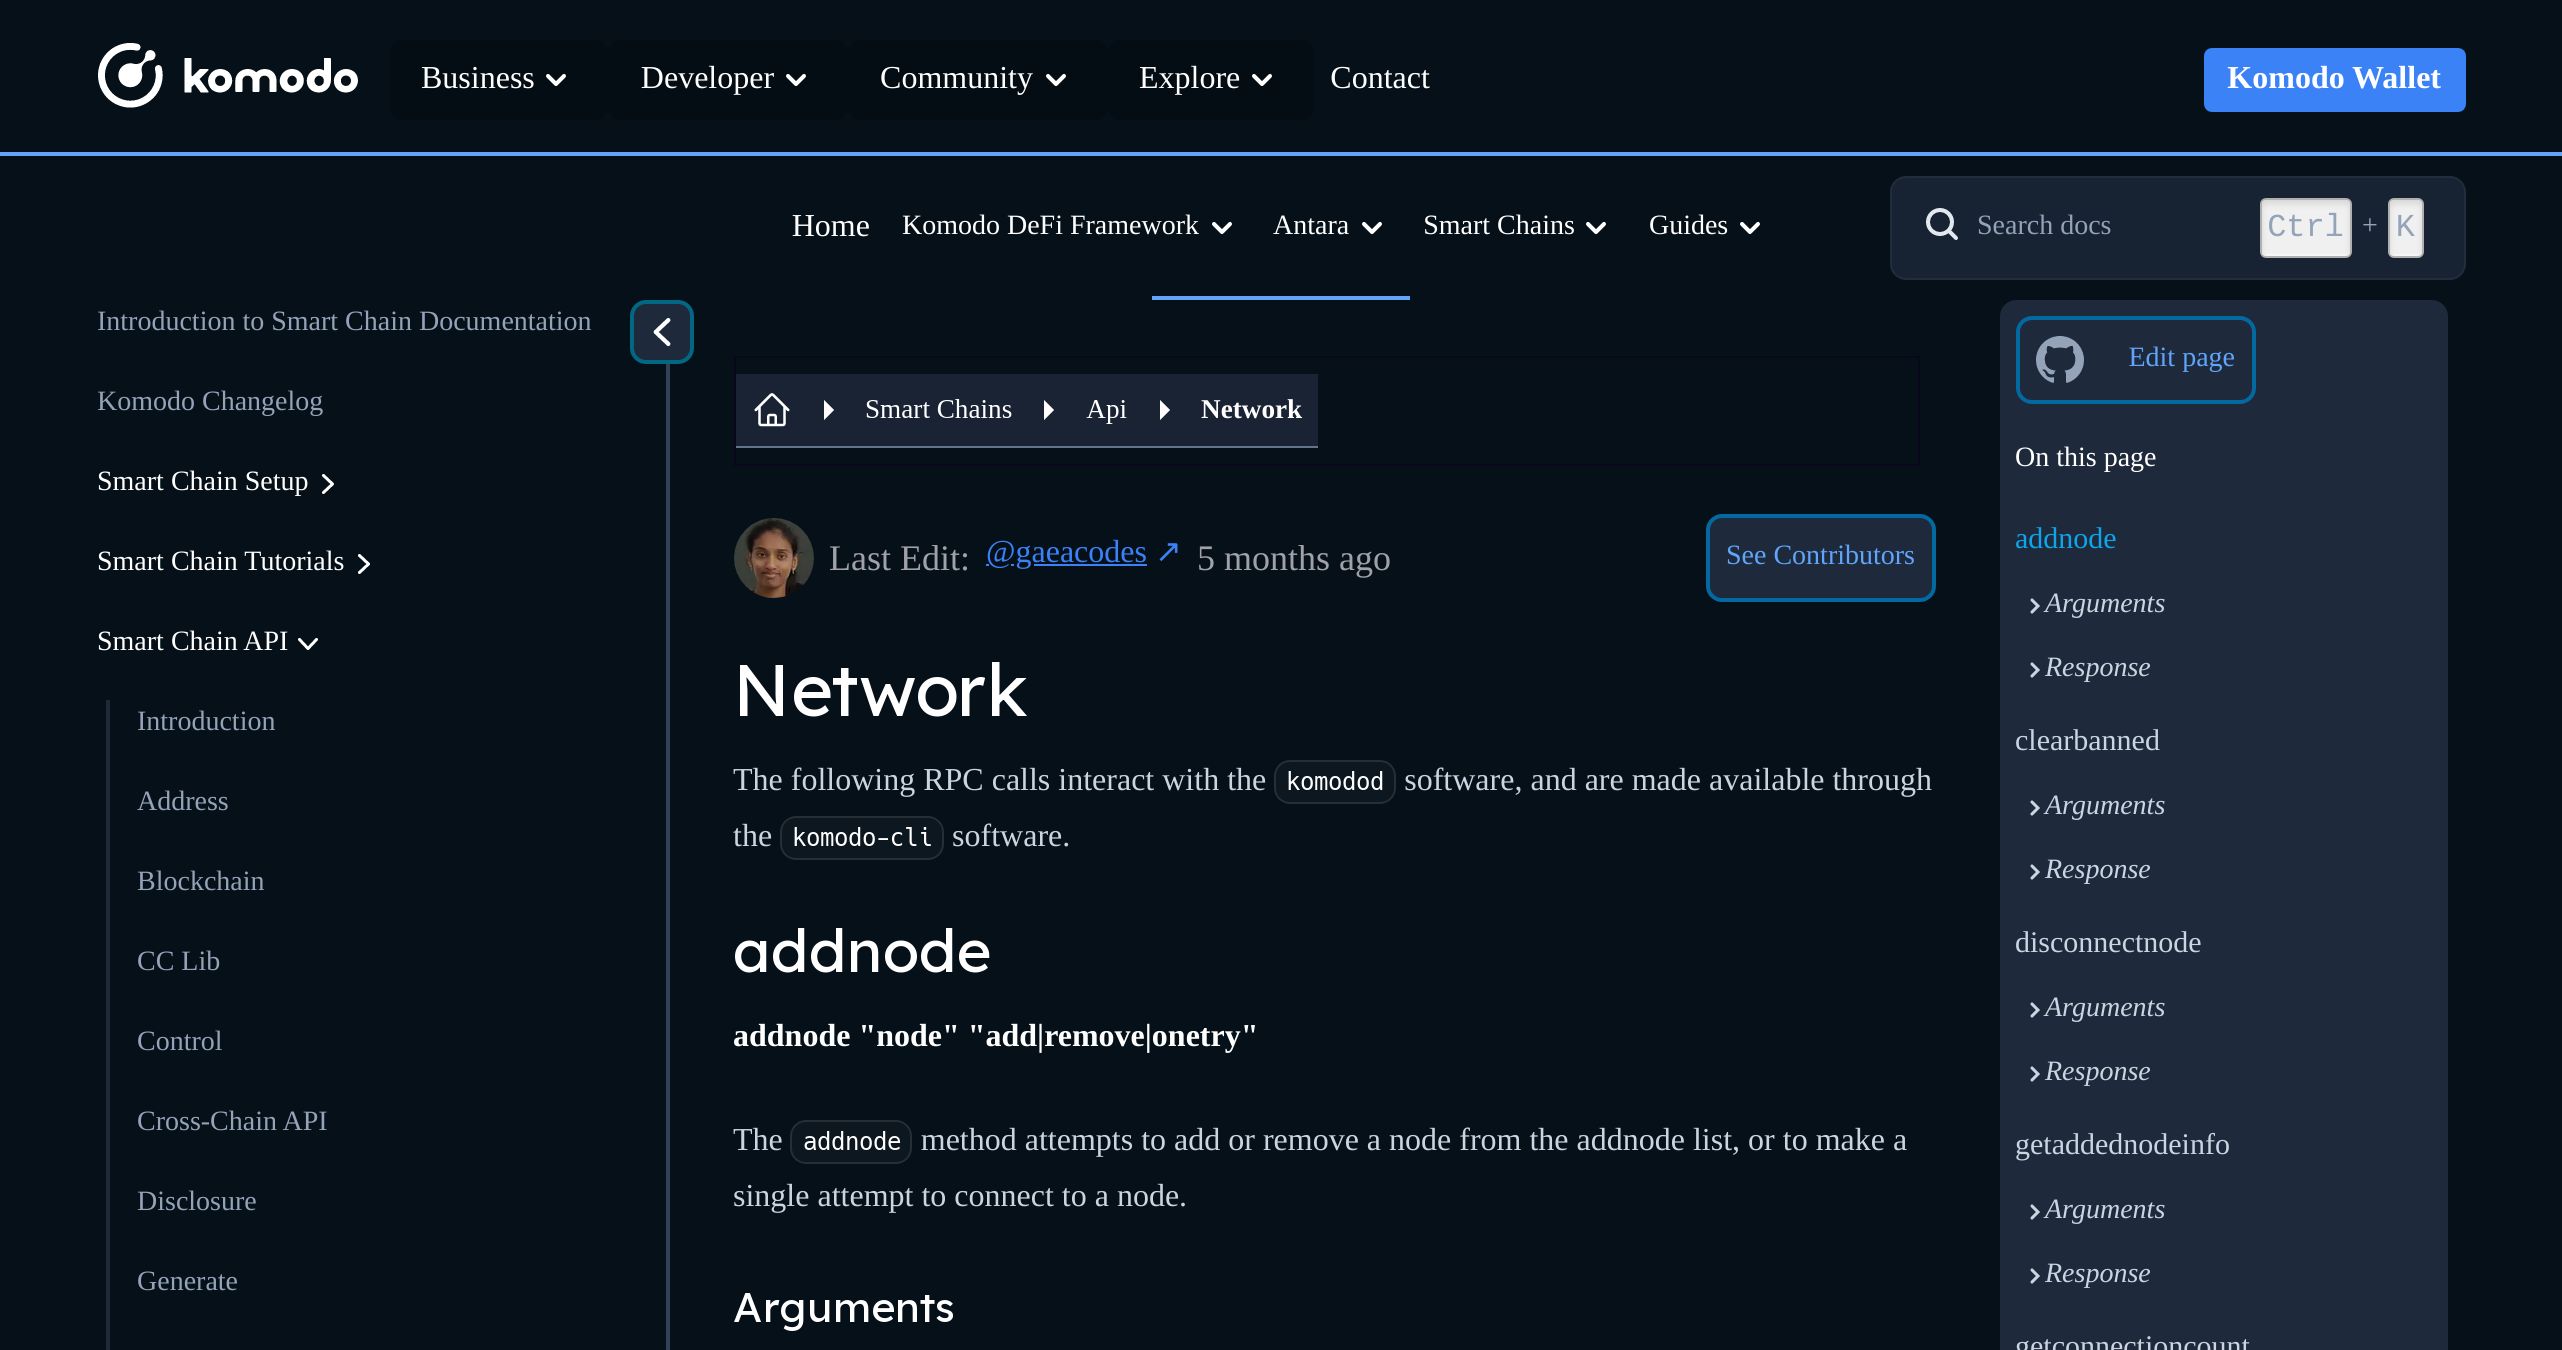 komodo
Business
Developer
Community
Explore
Contact
Komodo Wallet
Home
Komodo DeFi Framework
Antara
Smart Chains
Guides
Search docs
Ctrl + K
Introduction to Smart Chain Documentation
Komodo Changelog
Smart Chain Setup
Smart Chain Tutorials
Smart Chain API
Introduction
Address
Blockchain
CC Lib
Control
Cross-Chain API
Disclosure
Generate
Smart Chains
Api
Network
Last Edit: @gaeacodes ↗ 5 months ago
See Contributors
Network
The following RPC calls interact with the komodod software, and are made available through
the komodo-cli software.
addnode
addnode "node" "add|remove|onetry"
The addnode method attempts to add or remove a node from the addnode list, or to make a
single attempt to connect to a node.
Arguments
Edit page
On this page
addnode
Arguments
Response
clearbanned
Arguments
Response
disconnectnode
Arguments
Response
getaddednodeinfo
Arguments
Response
getconnectioncount